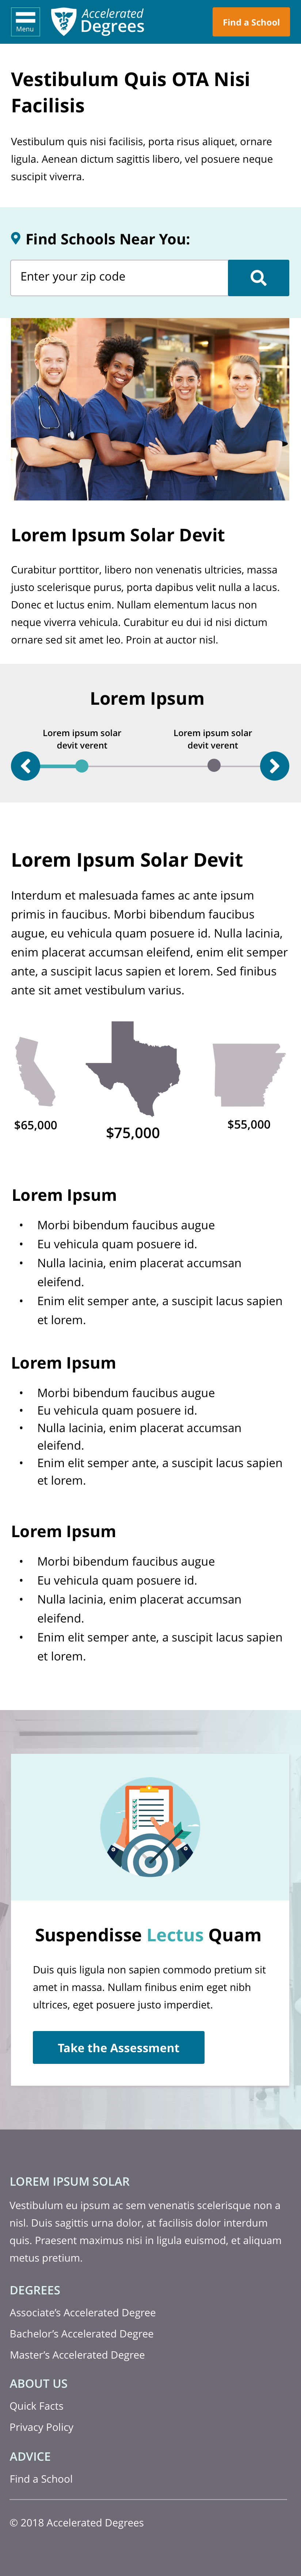 Menu
Accelerated
Degrees
Find a School
Vestibulum Quis OTA Nisi
Facilisis
Vestibulum quis nisi facilisis, porta risus aliquet, ornare
ligula. Aenean dictum sagittis libero, vel posuere neque
suscipit viverra.
Find Schools Near You:
Enter your zip code
Lorem Ipsum Solar Devit
Curabitur porttitor, libero non venenatis ultricies, massa
justo scelerisque purus, porta dapibus velit nulla a lacus.
Donec et luctus enim. Nullam elementum lacus non
neque viverra vehicula. Curabitur eu dui id nisi dictum
ornare sed sit amet leo. Proin at auctor nisl.
Lorem Ipsum
Lorem ipsum solar
devit verent
Lorem ipsum solar
devit verent
Lorem Ipsum Solar Devit
Interdum et malesuada fames ac ante ipsum
primis in faucibus. Morbi bibendum faucibus
augue, eu vehicula quam posuere id. Nulla lacinia,
enim placerat accumsan eleifend, enim elit semper
ante, a suscipit lacus sapien et lorem. Sed finibus
ante sit amet vestibulum varius.
$65,000
$75,000
$55,000
Lorem Ipsum
• Morbi bibendum faucibus augue
• Eu vehicula quam posuere id.
• Nulla lacinia, enim placerat accumsan
eleifend.
• Enim elit semper ante, a suscipit lacus sapien
et lorem.
Lorem Ipsum
• Morbi bibendum faucibus augue
• Eu vehicula quam posuere id.
• Nulla lacinia, enim placerat accumsan
eleifend.
• Enim elit semper ante, a suscipit lacus sapien
et lorem.
Lorem Ipsum
• Morbi bibendum faucibus augue
• Eu vehicula quam posuere id.
• Nulla lacinia, enim placerat accumsan
eleifend.
• Enim elit semper ante, a suscipit lacus sapien
et lorem.
Suspendisse Lectus Quam
Duis quis ligula non sapien commodo pretium sit
amet in massa. Nullam finibus enim eget nibh
ultrices, eget posuere justo imperdiet.
Take the Assessment
LOREM IPSUM SOLAR
Vestibulum eu ipsum ac sem venenatis scelerisque non a
nisl. Duis sagittis urna dolor, at facilisis dolor interdum
quis. Praesent maximus nisi in ligula euismod, et aliquam
metus pretium.
DEGREES
Associate’s Accelerated Degree
Bachelor’s Accelerated Degree
Master’s Accelerated Degree
ABOUT US
Quick Facts
Privacy Policy
ADVICE
Find a School
© 2018 Accelerated Degrees